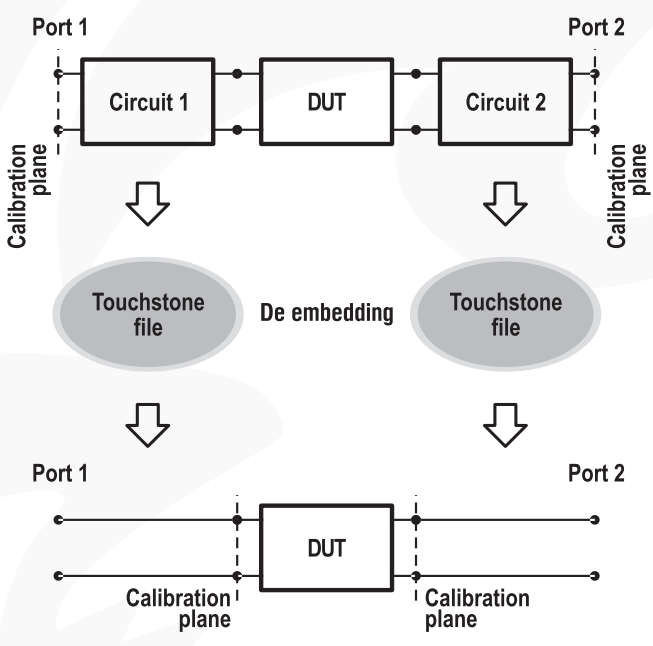 Port 1
Port 2
Circuit 1
DUT
Circuit 2
Calibration
plane
Calibration
plane
Touchstone
file
De embedding
Touchstone
file
Port 1
Port 2
DUT
Calibration
plane
Calibration
plane